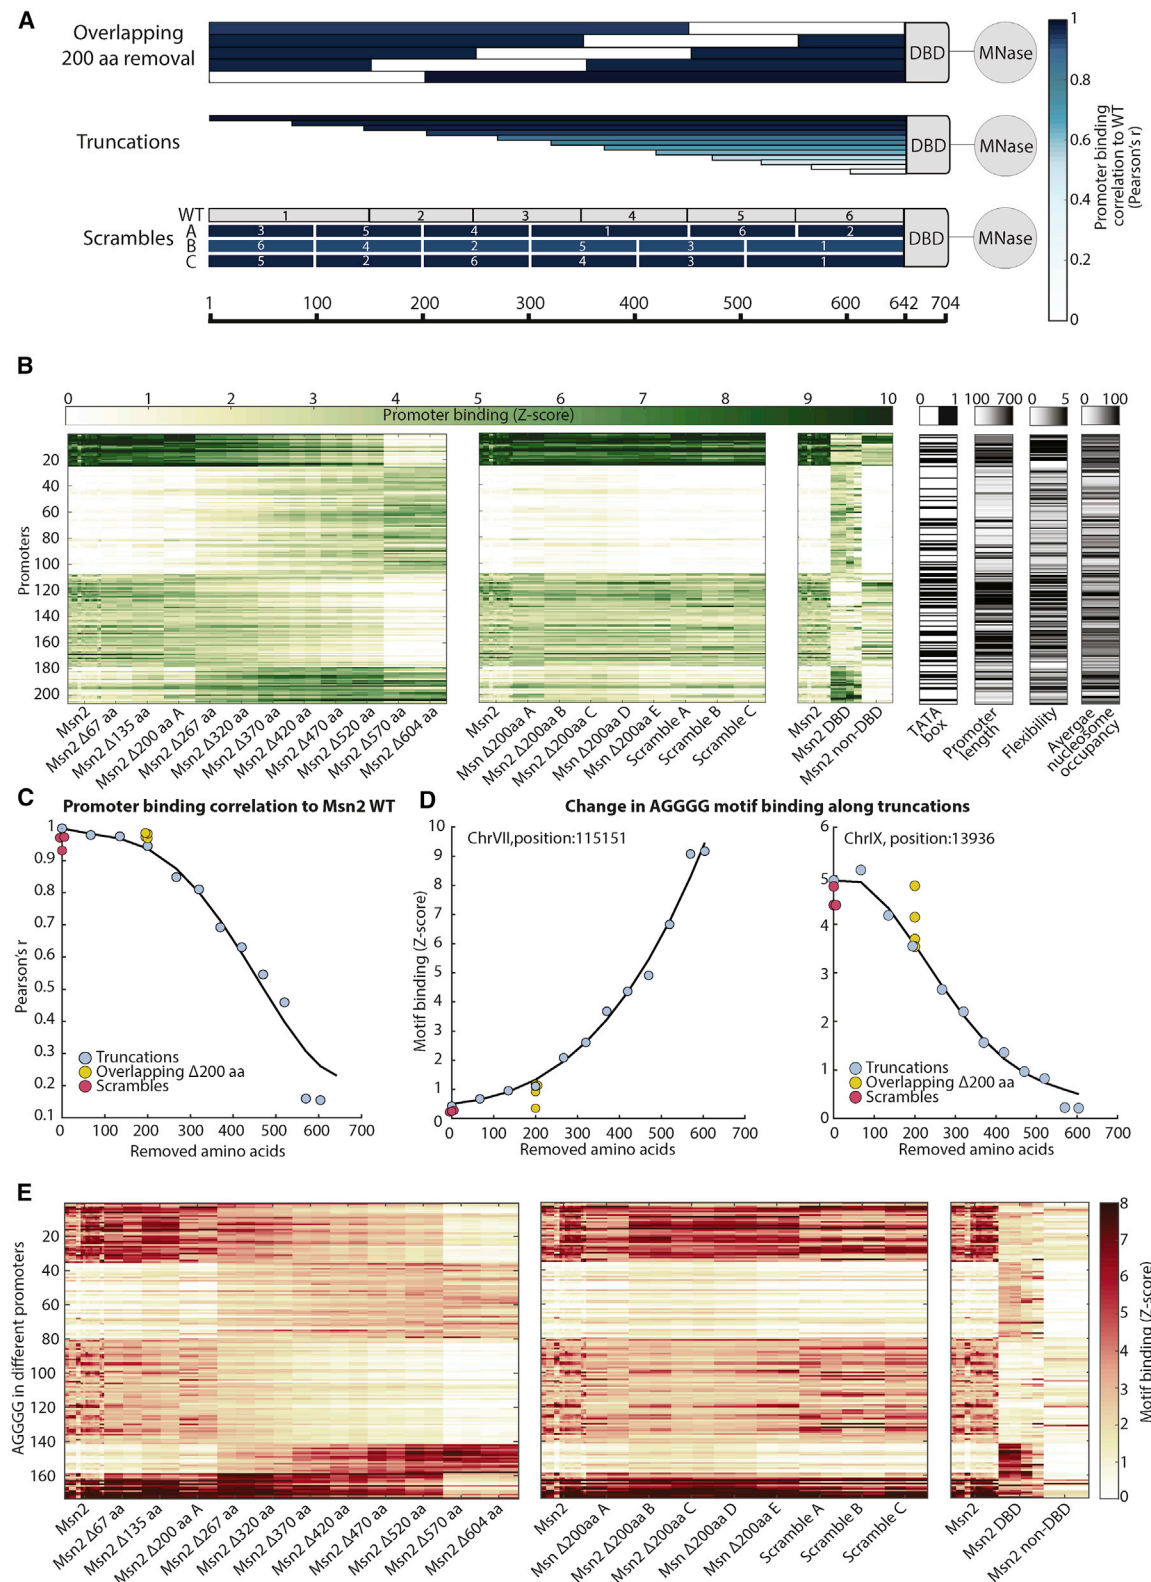 A
Overlapping
200 aa removal
DBD
MNase
Truncations
DBD
MNase
Scrambles
WT 1 2 3 4 5 6
A 3 5 4 1 6 2
B 6 4 2 5 3 1
C 5 2 6 4 3 1
DBD
MNase
1 100 200 300 400 500 600 642 704
1
0.8
0.6
0.4
0.2
0
Promoter binding
correlation to WT
(Pearson's r)
B
0 1 2 3 4 5 6 7 8 9 10
Promoter binding (Z-score)
0 1
100 700
0 5
0 100
Promoters
20
40
60
80
100
120
140
160
180
200
Msn2
Msn2 Δ67 aa
Msn2 Δ135 aa
Msn2 Δ200 aa A
Msn2 Δ267 aa
Msn2 Δ320 aa
Msn2 Δ370 aa
Msn2 Δ420 aa
Msn2 Δ470 aa
Msn2 Δ520 aa
Msn2 Δ570 aa
Msn2 Δ604 aa
Msn2
Msn Δ200aa A
Msn2 Δ200aa B
Msn2 Δ200aa C
Msn2 Δ200aa D
Msn Δ200aa E
Scramble A
Scramble B
Scramble C
Msn2
Msn2 DBD
Msn2 non-DBD
TATA
box
Promoter
length
Flexibility
Avergae
nucleosome
occupancy
C
Promoter binding correlation to Msn2 WT
Pearson's r
1
0.9
0.8
0.7
0.6
0.5
0.4
0.3
0.2
0.1
Truncations
Overlapping Δ200 aa
Scrambles
0 100 200 300 400 500 600 700
Removed amino acids
D
Change in AGGGG motif binding along truncations
ChrVII,position:115151
Motif binding (Z-score)
10
9
8
7
6
5
4
3
2
1
0
0 100 200 300 400 500 600 700
Removed amino acids
ChrIX, position:13936
6
5
4
3
2
1
0
Truncations
Overlapping Δ200 aa
Scrambles
0 100 200 300 400 500 600 700
Removed amino acids
E
AGGGG in different promoters
20
40
60
80
100
120
140
160
Msn2
Msn2 Δ67 aa
Msn2 Δ135 aa
Msn2 Δ200 aa A
Msn2 Δ267 aa
Msn2 Δ320 aa
Msn2 Δ370 aa
Msn2 Δ420 aa
Msn2 Δ470 aa
Msn2 Δ520 aa
Msn2 Δ570 aa
Msn2 Δ604 aa
Msn2
Msn Δ200aa A
Msn2 Δ200aa B
Msn2 Δ200aa C
Msn Δ200aa D
Msn2 Δ200aa E
Scramble A
Scramble B
Scramble C
Msn2
Msn2 DBD
Msn2 non-DBD
8
7
6
5
4
3
2
1
0
Motif binding (Z-score)